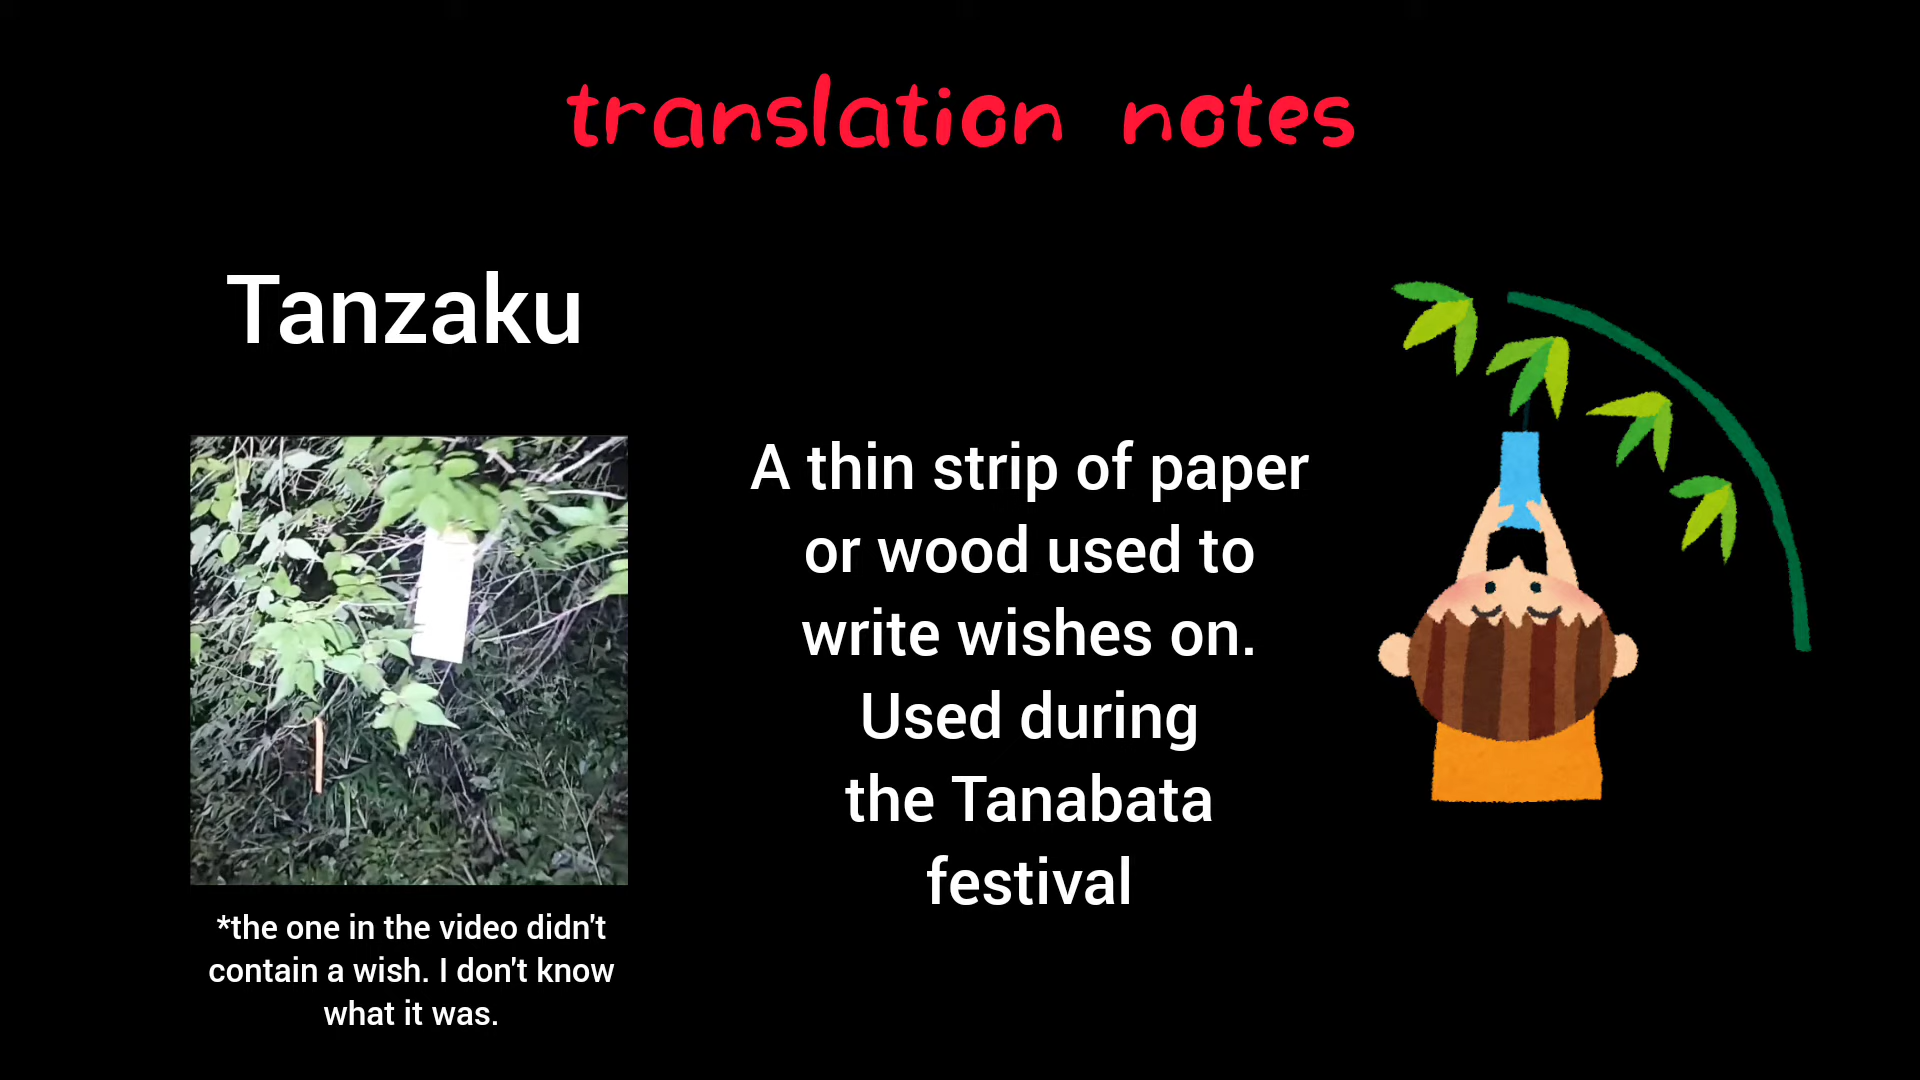 translation notes
Tanzaku
A thin strip of paper
or wood used to
write wishes on.
Used during
the Tanabata
festival
*the one in the video didn't
contain a wish. I don't know
what it was.